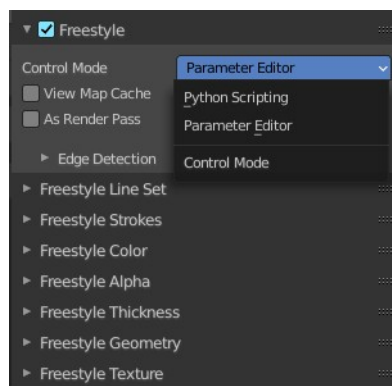 Freestyle
Control Mode Parameter Editor
View Map Cache
Python Scripting
As Render Pass
Parameter Editor
Edge Detection
Control Mode
Freestyle Line Set
Freestyle Strokes
Freestyle Color
Freestyle Alpha
Freestyle Thickness
Freestyle Geometry
Freestyle Texture